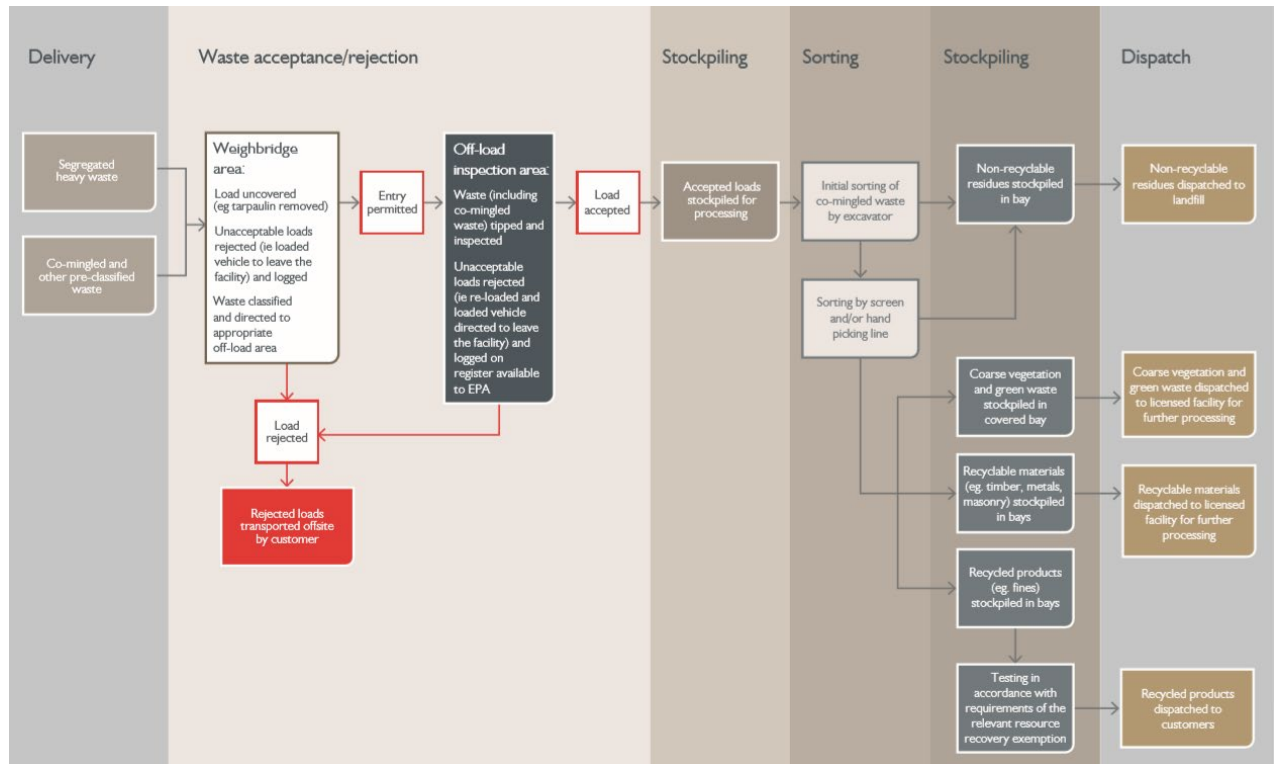 Delivery
Waste acceptance/rejection
Stockpiling
Sorting
Stockpiling
Dispatch
Segregated
heavy waste
Co-mingled and
other pre-classified
waste
Weighbridge
area:
Load uncovered
(eg tarpaulin removed)
Unacceptable loads
rejected (ie loaded
vehicle to leave the
facility) and logged
Waste classified
and directed to
appropriate
off-load area
Entry
permitted
Off-load
inspection area:
Waste (including
co-mingled
waste) tipped and
inspected
Unacceptable
loads rejected
(ie re-loaded and
loaded vehicle
directed to leave
the facility) and
logged on
register available
to EPA
Load
accepted
Load
rejected
Rejected loads
transported offsite
by customer
Accepted loads
stockpiled for
processing
Initial sorting of
co-mingled waste
by excavator
Sorting by screen
and/or hand
picking line
Non-recyclable
residues stockpiled
in bay
Non-recyclable
residues dispatched to
landfill
Coarse vegetation
and green waste
stockpiled in
covered bay
Coarse vegetation and
green waste dispatched
to licensed facility for
further processing
Recyclable materials
(eg. timber, metals,
masonry) stockpiled
in bays
Recyclable materials
dispatched to licensed
facility for further
processing
Recycled products
(eg. fines)
stockpiled in bays
Testing in
accordance with
requirements of the
relevant resource
recovery exemption
Recycled products
dispatched to
customers